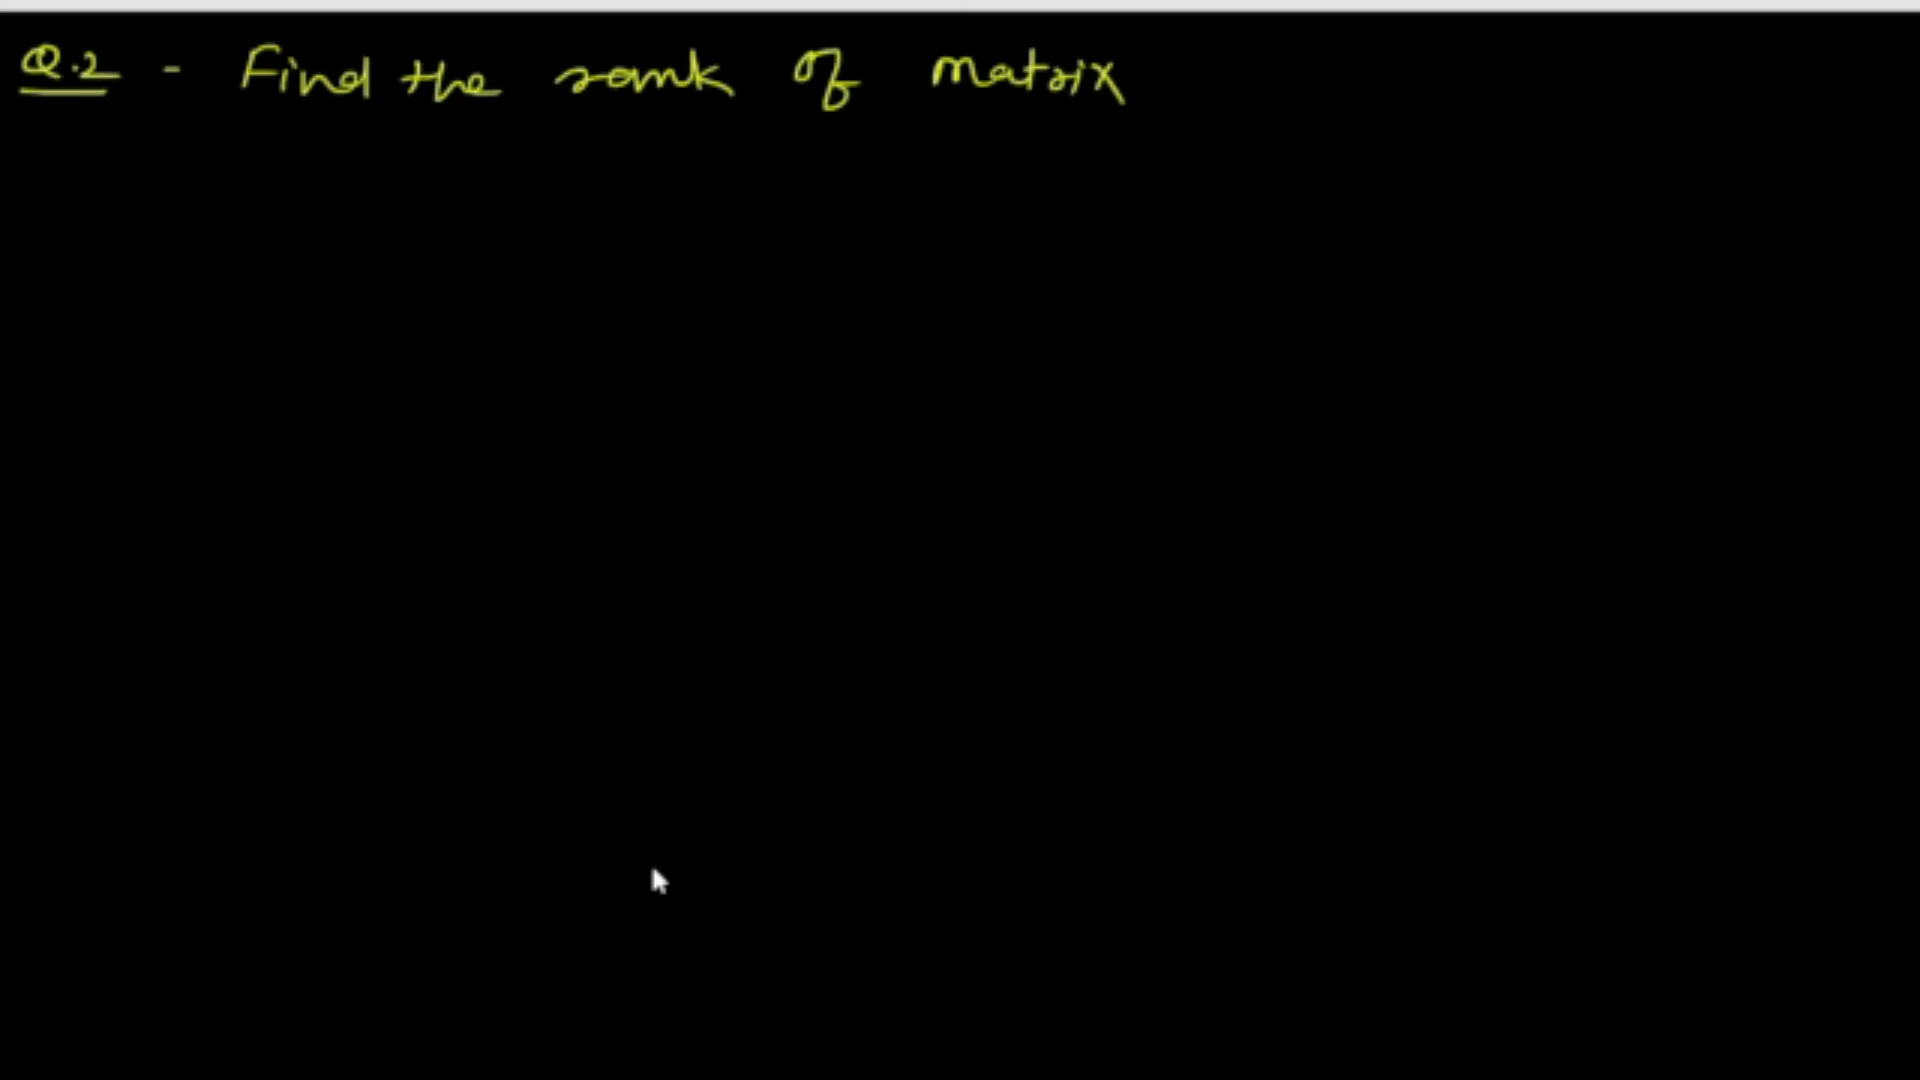 Q.2 - Find the rank of matrix